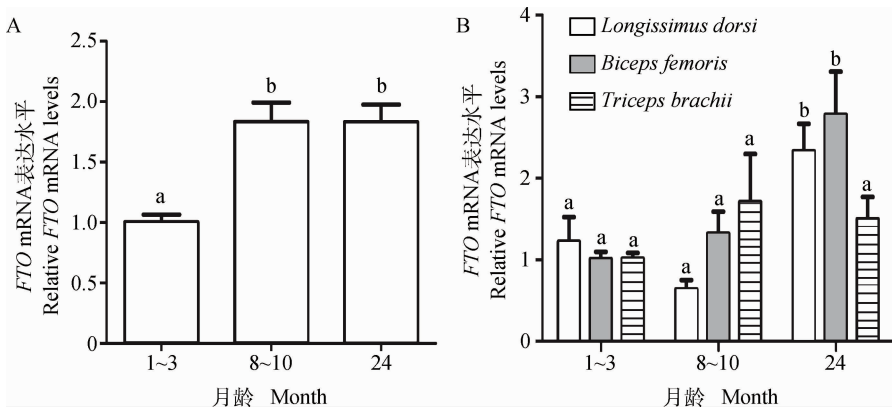 A
FTO mRNA表达水平
Relative FTO mRNA levels
2.5
2.0
1.5
1.0
0.5
0
a
b
b
1~3
8~10
24
月龄 Month
B
FTO mRNA表达水平
Relative FTO mRNA levels
4
3
2
1
0
Longissimus dorsi
Biceps femoris
Triceps brachii
a
a
a
a
a
a
b
b
a
1~3
8~10
24
月龄 Month